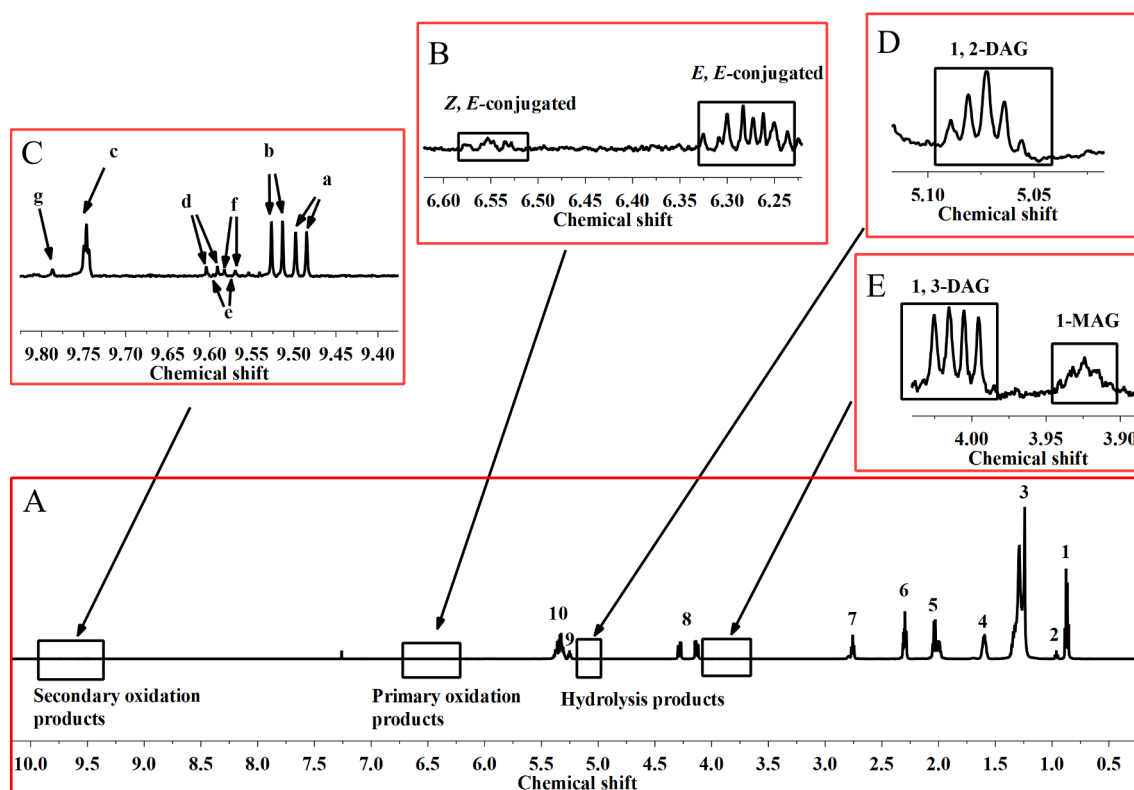 B
Z, E-conjugated
E, E-conjugated
6.60 6.55 6.50 6.45 6.40 6.35 6.30 6.25
Chemical shift
D
1, 2-DAG
5.10 5.05
Chemical shift
C
g c d f b a
e
9.80 9.75 9.70 9.65 9.60 9.55 9.50 9.45 9.40
Chemical shift
E
1, 3-DAG
1-MAG
4.00 3.95 3.90
Chemical shift
A
10 9 8 7 6 5 4 3 2 1
Secondary oxidation
products
Primary oxidation
products
Hydrolysis products
10.0 9.5 9.0 8.5 8.0 7.5 7.0 6.5 6.0 5.5 5.0 4.5 4.0 3.5 3.0 2.5 2.0 1.5 1.0 0.5
Chemical shift